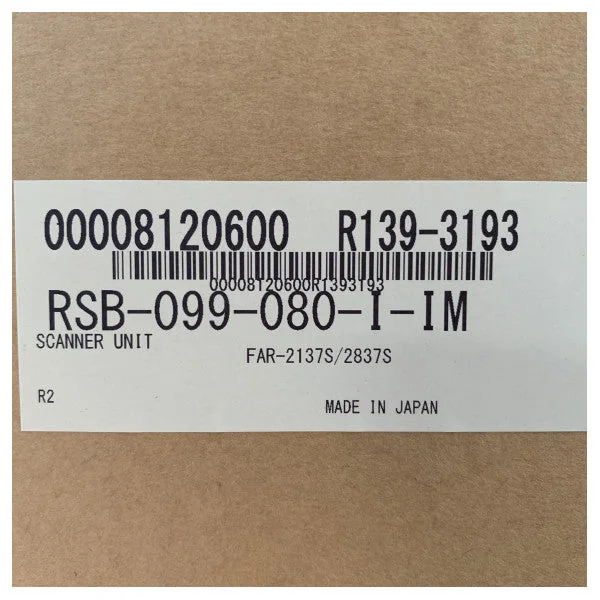 00008120600 R139-3193
00008120600R1393193
RSB-099-080-I-IM
SCANNER UNIT
FAR-2137S/2837S
R2
MADE IN JAPAN